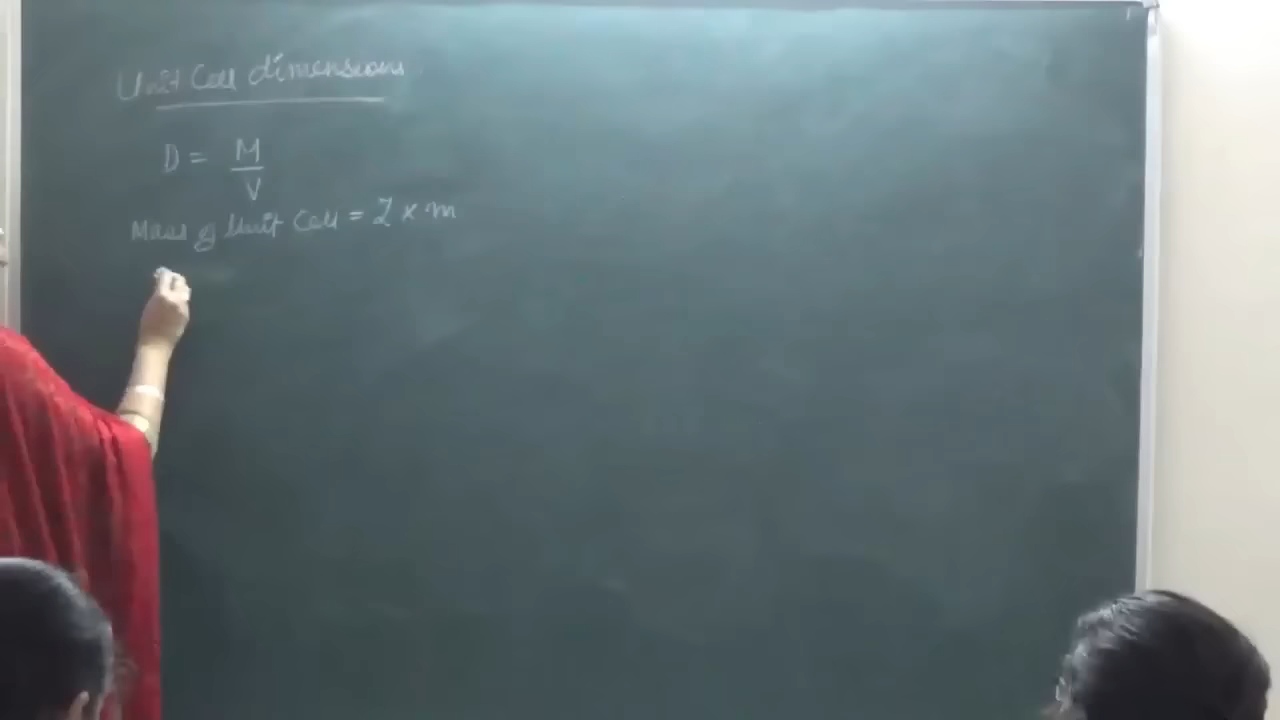 Unit Cell dimensions
D = M
V
Mass of Unit Cell = Z × m